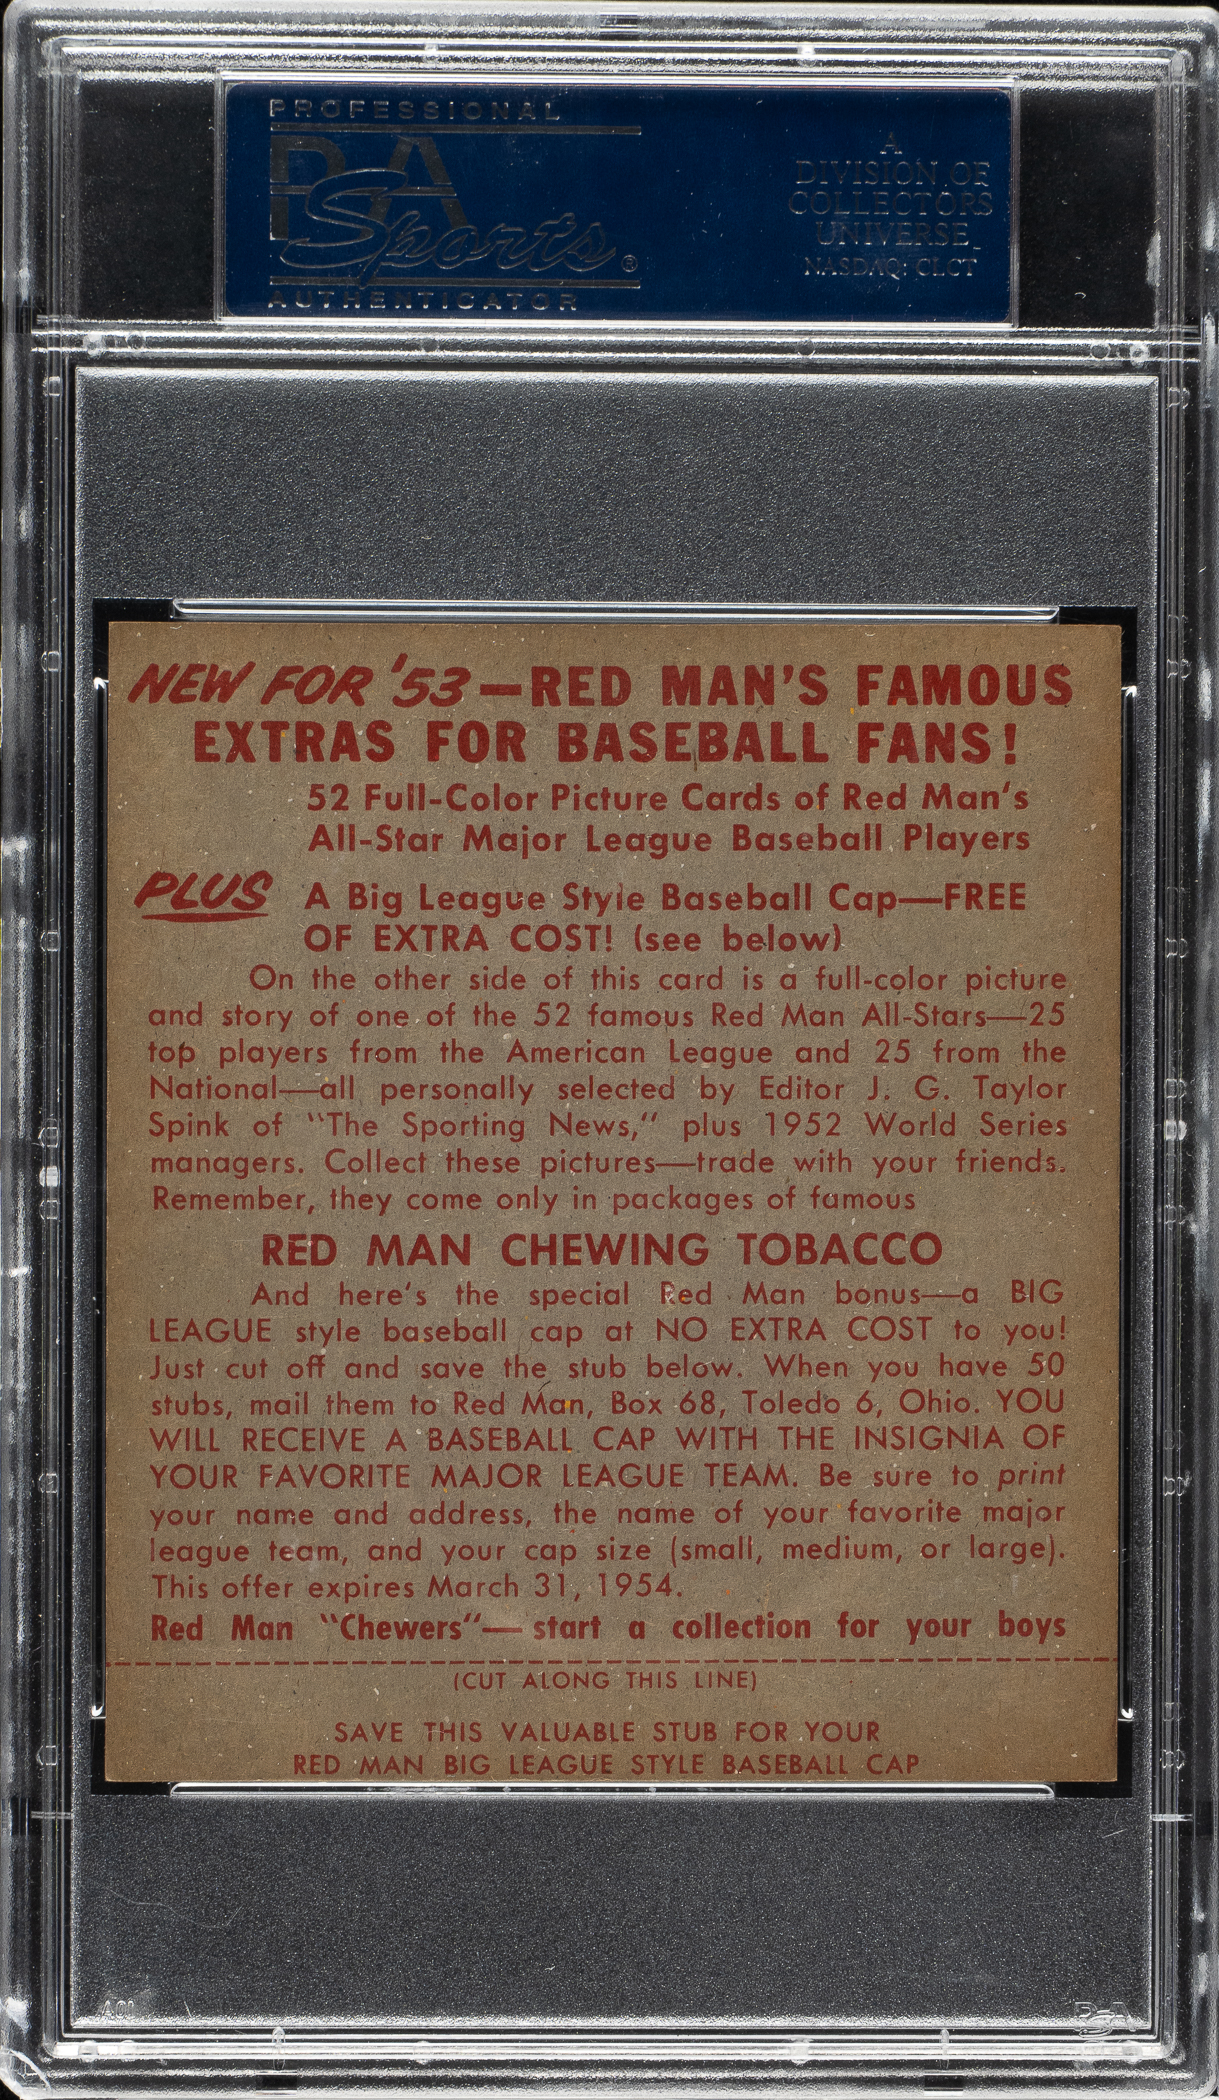 PROFESSIONAL
PSA
Sports®
AUTHENTICATOR
A
DIVISION OF
COLLECTORS
UNIVERSE
NASDAQ: CLCT
NEW FOR '53—RED MAN'S FAMOUS
EXTRAS FOR BASEBALL FANS!
52 Full-Color Picture Cards of Red Man's
All-Star Major League Baseball Players
PLUS A Big League Style Baseball Cap—FREE
OF EXTRA COST! (see below)
On the other side of this card is a full-color picture
and story of one of the 52 famous Red Man All-Stars—25
top players from the American League and 25 from the
National—all personally selected by Editor J. G. Taylor
Spink of "The Sporting News," plus 1952 World Series
managers. Collect these pictures—trade with your friends.
Remember, they come only in packages of famous
RED MAN CHEWING TOBACCO
And here's the special Red Man bonus—a BIG
LEAGUE style baseball cap at NO EXTRA COST to you!
Just cut off and save the stub below. When you have 50
stubs, mail them to Red Man, Box 68, Toledo 6, Ohio. YOU
WILL RECEIVE A BASEBALL CAP WITH THE INSIGNIA OF
YOUR FAVORITE MAJOR LEAGUE TEAM. Be sure to print
your name and address, the name of your favorite major
league team, and your cap size (small, medium, or large).
This offer expires March 31, 1954.
Red Man "Chewers"—start a collection for your boys
(CUT ALONG THIS LINE)
SAVE THIS VALUABLE STUB FOR YOUR
RED MAN BIG LEAGUE STYLE BASEBALL CAP
PSA